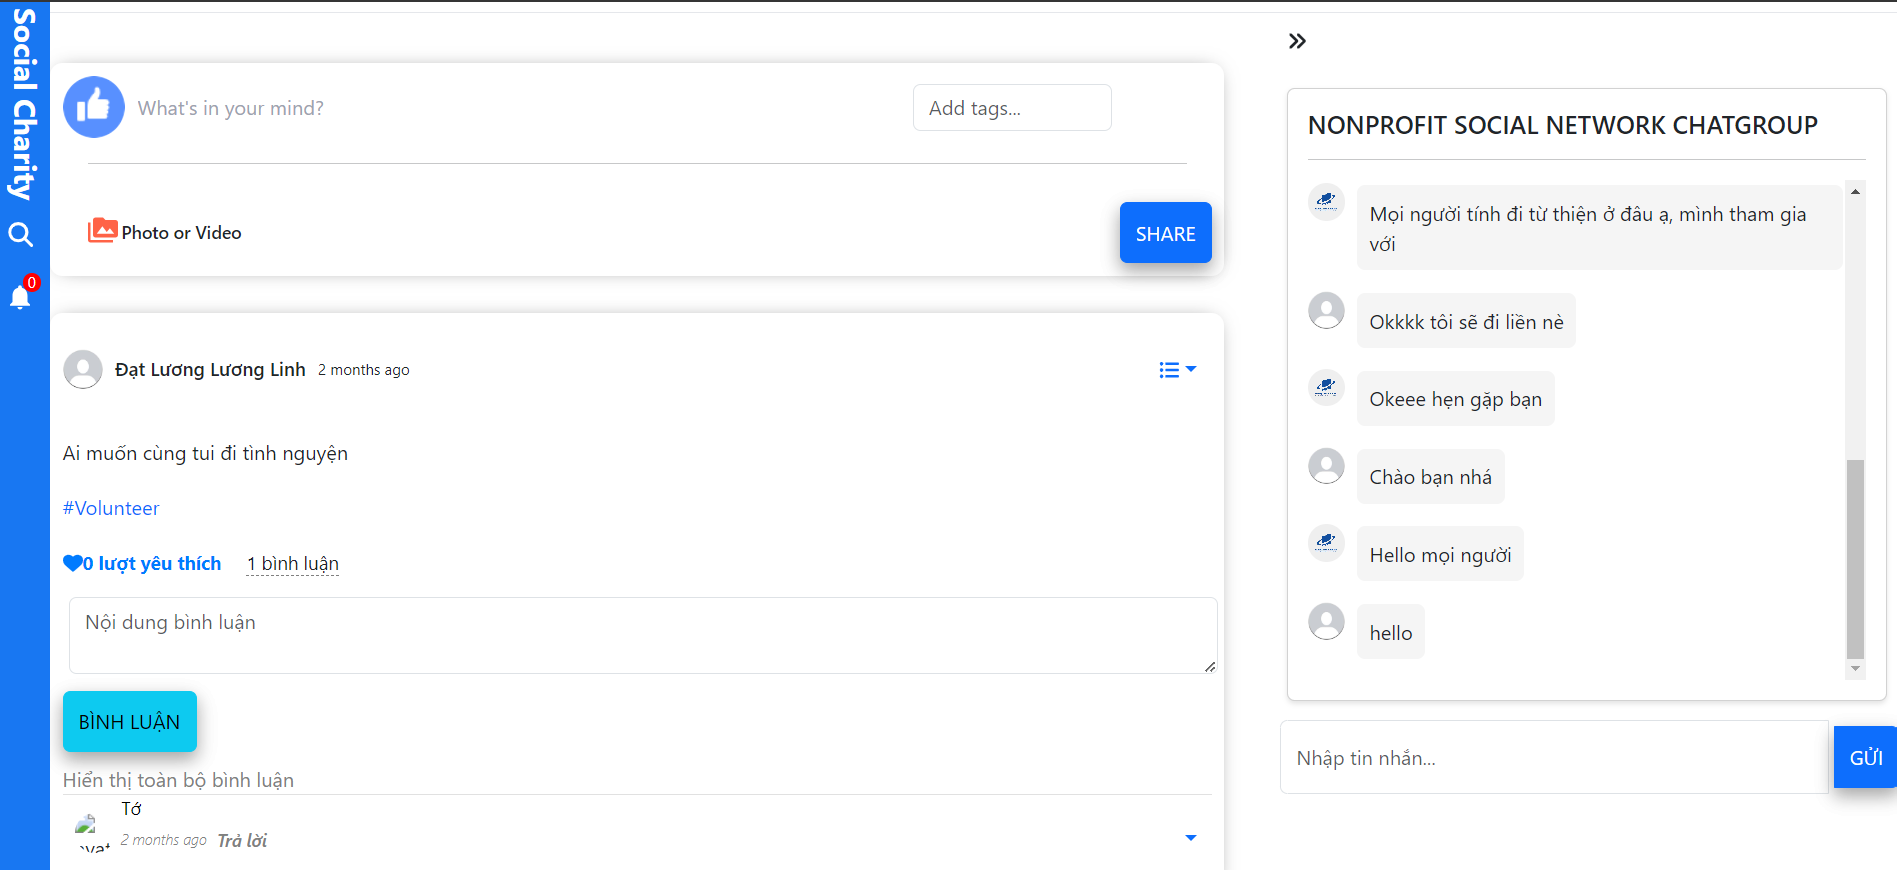 Social Charity
0
What's in your mind?
Add tags...
Photo or Video
SHARE
Đạt Lương Lương Linh 2 months ago
Ai muốn cùng tui đi tình nguyện
#Volunteer
0 lượt yêu thích 1 bình luận
Nội dung bình luận
BÌNH LUẬN
Hiển thị toàn bộ bình luận
Tớ
2 months ago Trả lời
NONPROFIT SOCIAL NETWORK CHATGROUP
Mọi người tính đi từ thiện ở đâu ạ, mình tham gia
với
Okkkk tôi sẽ đi liền nè
Okeee hẹn gặp bạn
Chào bạn nhá
Hello mọi người
hello
Nhập tin nhắn...
GỬI